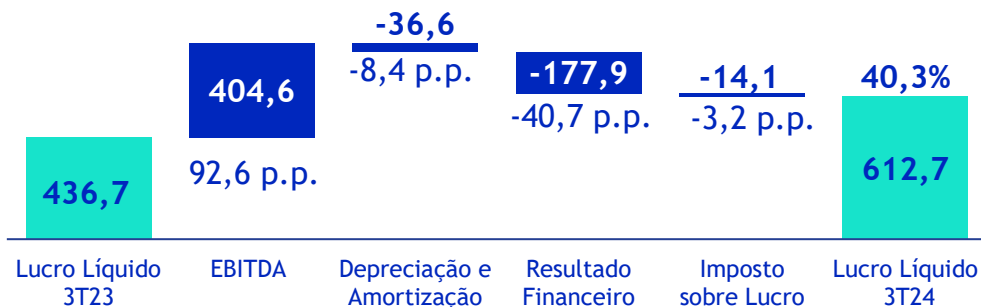 -36,6
-8,4 p.p.
404,6
-177,9
-14,1
40,3%
-40,7 p.p.
-3,2 p.p.
92,6 p.p.
436,7
612,7
Lucro Líquido
3T23
EBITDA
Depreciação e
Amortização
Resultado
Financeiro
Imposto
sobre Lucro
Lucro Líquido
3T24